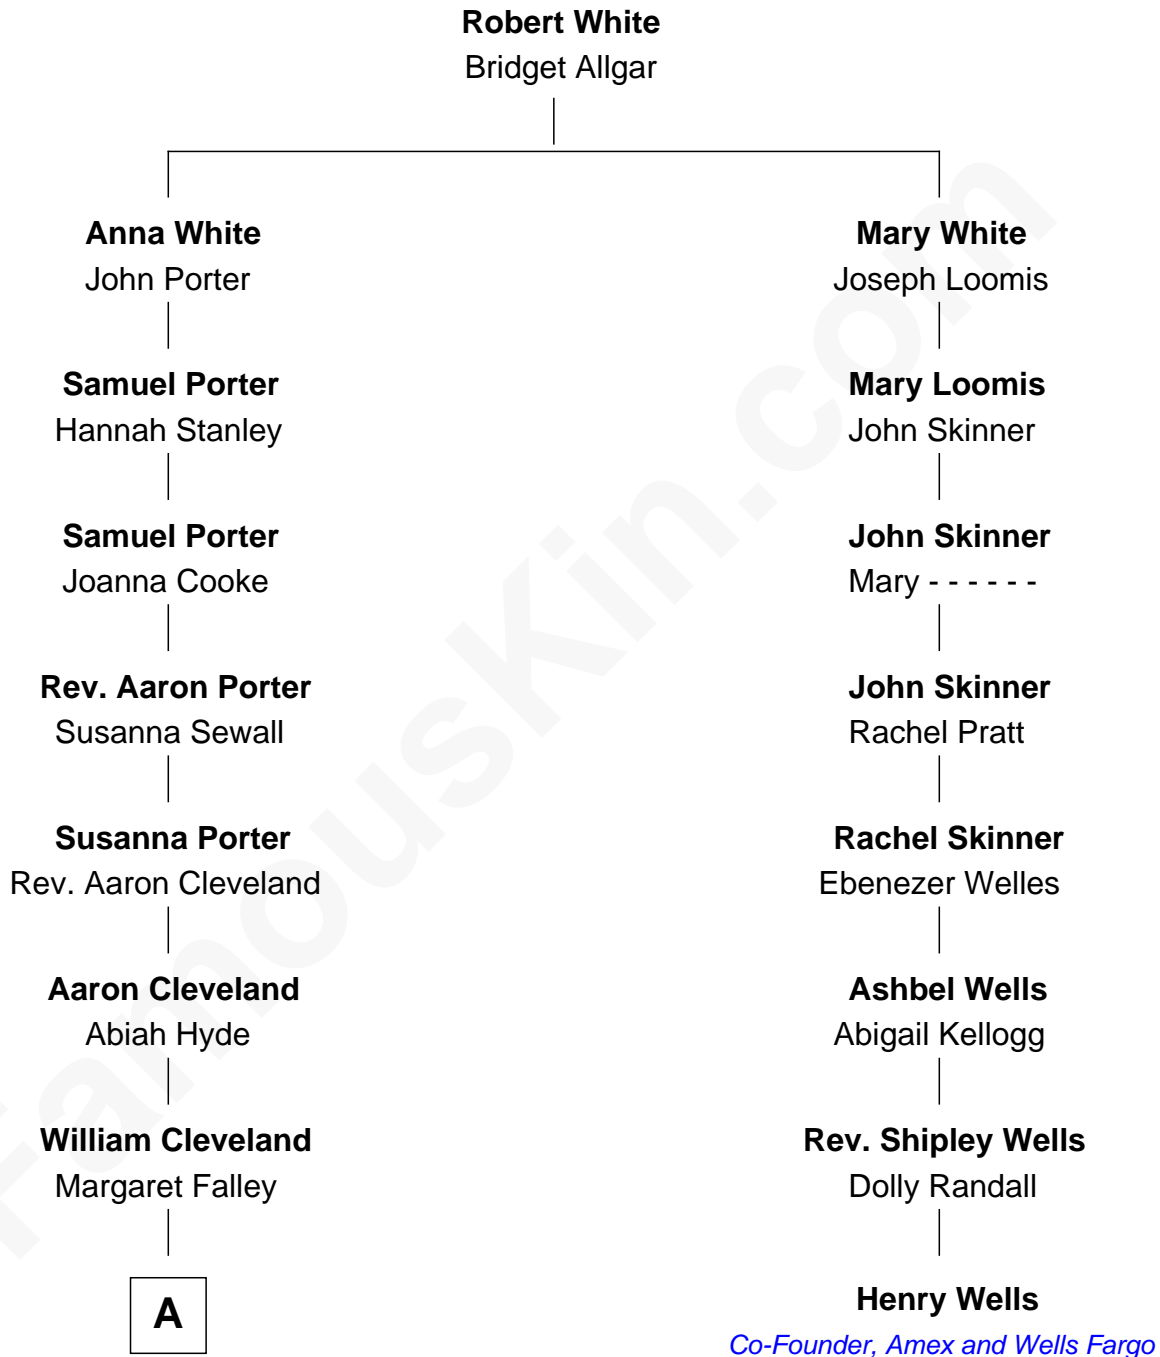 Robert White
Bridget Allgar
Anna White
John Porter
Mary White
Joseph Loomis
Samuel Porter
Hannah Stanley
Mary Loomis
John Skinner
Samuel Porter
Joanna Cooke
John Skinner
Mary - - - - - -
Rev. Aaron Porter
Susanna Sewall
John Skinner
Rachel Pratt
Susanna Porter
Rev. Aaron Cleveland
Rachel Skinner
Ebenezer Welles
Aaron Cleveland
Abiah Hyde
Ashbel Wells
Abigail Kellogg
William Cleveland
Margaret Falley
Rev. Shipley Wells
Dolly Randall
A
Henry Wells
Co-Founder, Amex and Wells Fargo
FamousKin.com